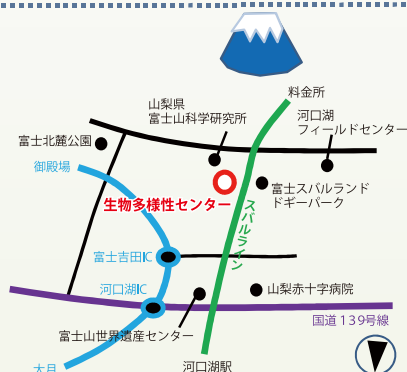 料金所
山梨県
富士山科学研究所
河口湖
フィールドセンター
富士北麓公園
御殿場
富士スバルランド
ドギーパーク
生物多様性センター
スバルライン
富士吉田IC
河口湖IC
山梨赤十字病院
国道139号線
富士山世界遺産センター
河口湖駅
大月